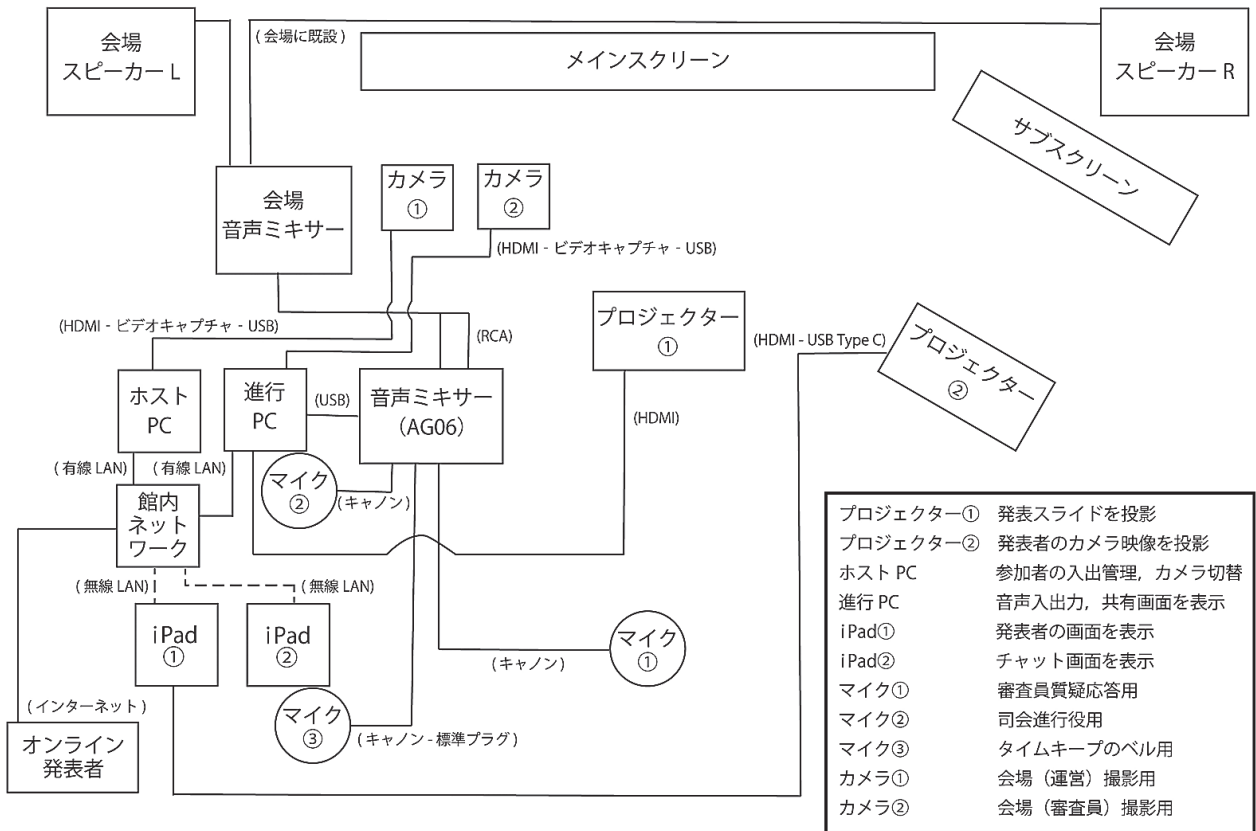 会場
スピーカー L
( 会場に既設 )
メインスクリーン
会場
スピーカー R
サブスクリーン
会場
音声ミキサー
カメラ
①
カメラ
②
(HDMI - ビデオキャプチャ - USB)
(HDMI - ビデオキャプチャ - USB)
(RCA)
プロジェクター
①
(HDMI - USB Type C)
プロジェクター
②
ホスト
PC
進行
PC
(USB)
音声ミキサー
（AG06）
(HDMI)
( 有線 LAN)
( 有線 LAN)
マイク
②
(キャノン)
館内
ネット
ワーク
( 無線 LAN)
( 無線 LAN)
iPad
①
iPad
②
(キャノン)
マイク
①
( インターネット )
マイク
③
( キャノン - 標準プラグ )
オンライン
発表者
プロジェクター① 発表スライドを投影
プロジェクター② 発表者のカメラ映像を投影
ホスト PC 参加者の入出管理，カメラ切替
進行 PC 音声入出力，共有画面を表示
iPad① 発表者の画面を表示
iPad② チャット画面を表示
マイク① 審査員質疑応答用
マイク② 司会進行役用
マイク③ タイムキープのベル用
カメラ① 会場（運営）撮影用
カメラ② 会場（審査員）撮影用